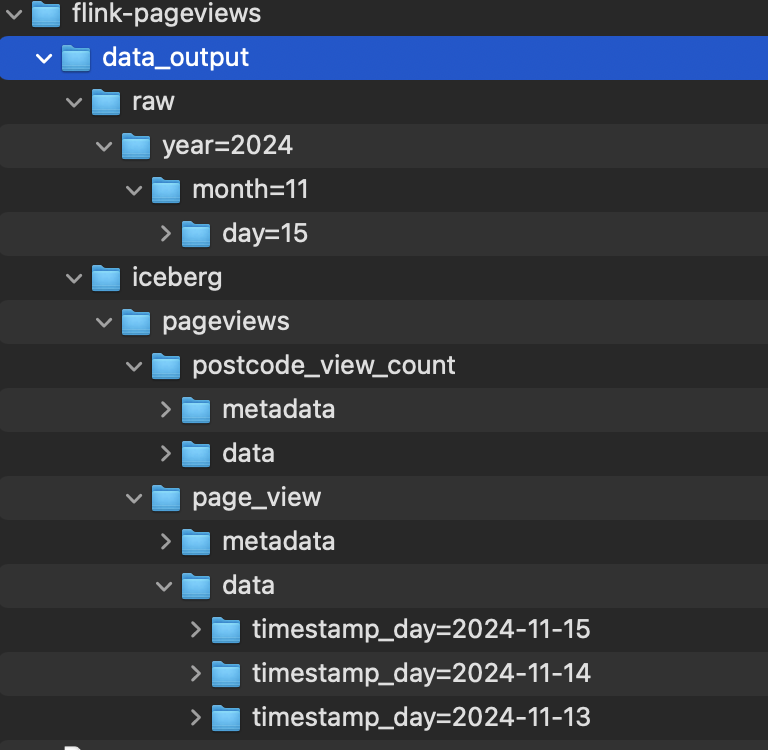 flink-pageviews
data_output
raw
year=2024
month=11
day=15
iceberg
pageviews
postcode_view_count
metadata
data
page_view
metadata
data
timestamp_day=2024-11-15
timestamp_day=2024-11-14
timestamp_day=2024-11-13